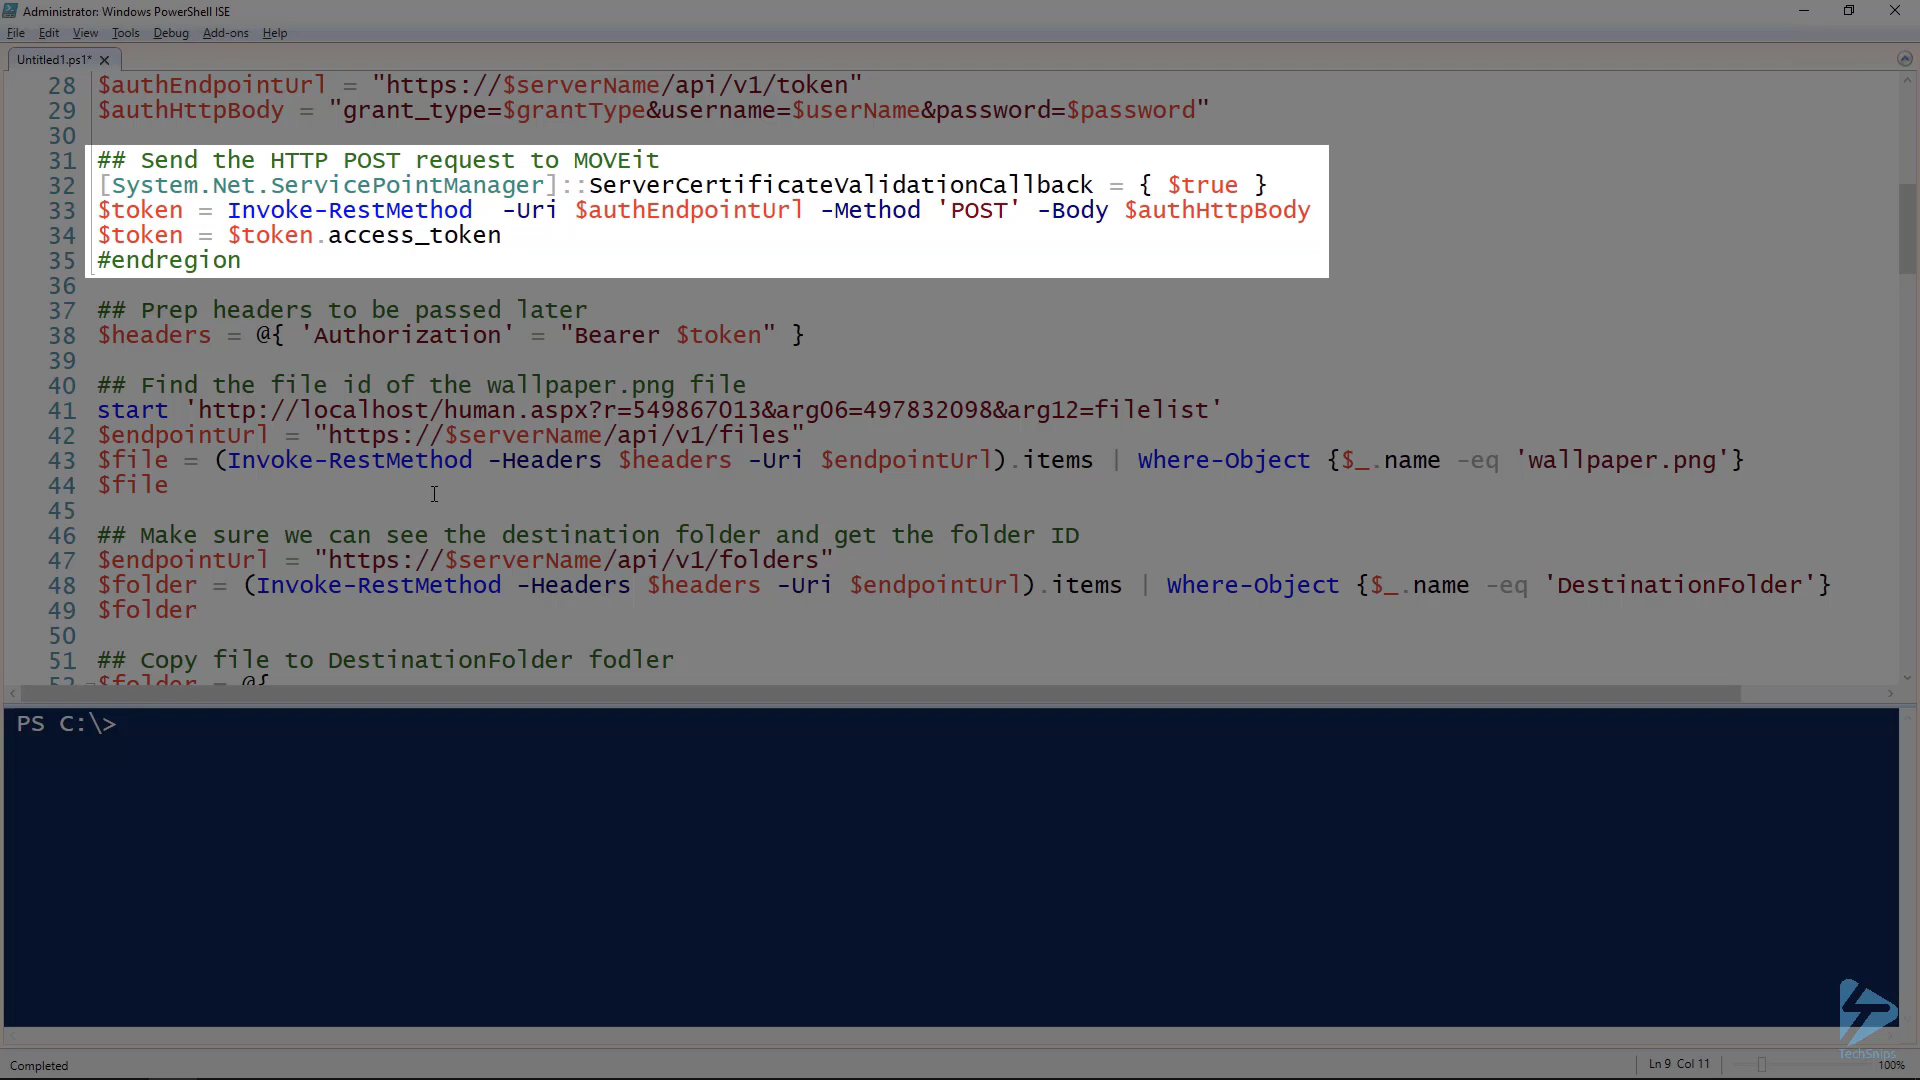 Administrator: Windows PowerShell ISE
File Edit View Tools Debug Add-ons Help
Untitled1.ps1*
28 $authEndpointUrl = "https://$serverName/api/v1/token"
29 $authHttpBody = "grant_type=$grantType&username=$userName&password=$password"
30
31 ## Send the HTTP POST request to MOVEit
32 [System.Net.ServicePointManager]::ServerCertificateValidationCallback = { $true }
33 $token = Invoke-RestMethod  -Uri $authEndpointUrl -Method 'POST' -Body $authHttpBody
34 $token = $token.access_token
35 #endregion
36
37 ## Prep headers to be passed later
38 $headers = @{ 'Authorization' = "Bearer $token" }
39
40 ## Find the file id of the wallpaper.png file
41 start 'http://localhost/human.aspx?r=549867013&arg06=497832098&arg12=filelist'
42 $endpointUrl = "https://$serverName/api/v1/files"
43 $file = (Invoke-RestMethod -Headers $headers -Uri $endpointUrl).items | Where-Object {$_.name -eq 'wallpaper.png'}
44 $file
45
46 ## Make sure we can see the destination folder and get the folder ID
47 $endpointUrl = "https://$serverName/api/v1/folders"
48 $folder = (Invoke-RestMethod -Headers $headers -Uri $endpointUrl).items | Where-Object {$_.name -eq 'DestinationFolder'}
49 $folder
50
51 ## Copy file to DestinationFolder fodler
52 $folder = @{
PS C:\>
TechSnips
Completed
Ln 9 Col 11
100%